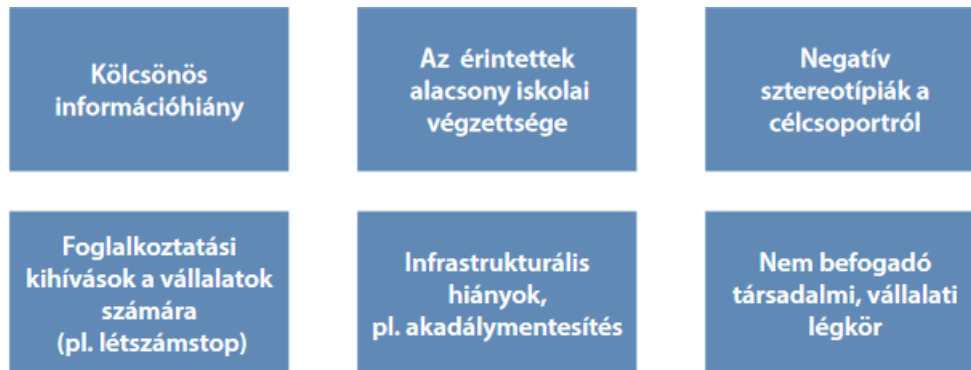 Kölcsönös
információhiány
Az érintettek
alacsony iskolai
végzettsége
Negatív
sztereotípiák a
célcsoportról
Foglalkoztatási
kihívások a vállalatok
számára
(pl. létszámstop)
Infrastrukturális
hiányok,
pl. akadálymentesítés
Nem befogadó
társadalmi, vállalati
légkör